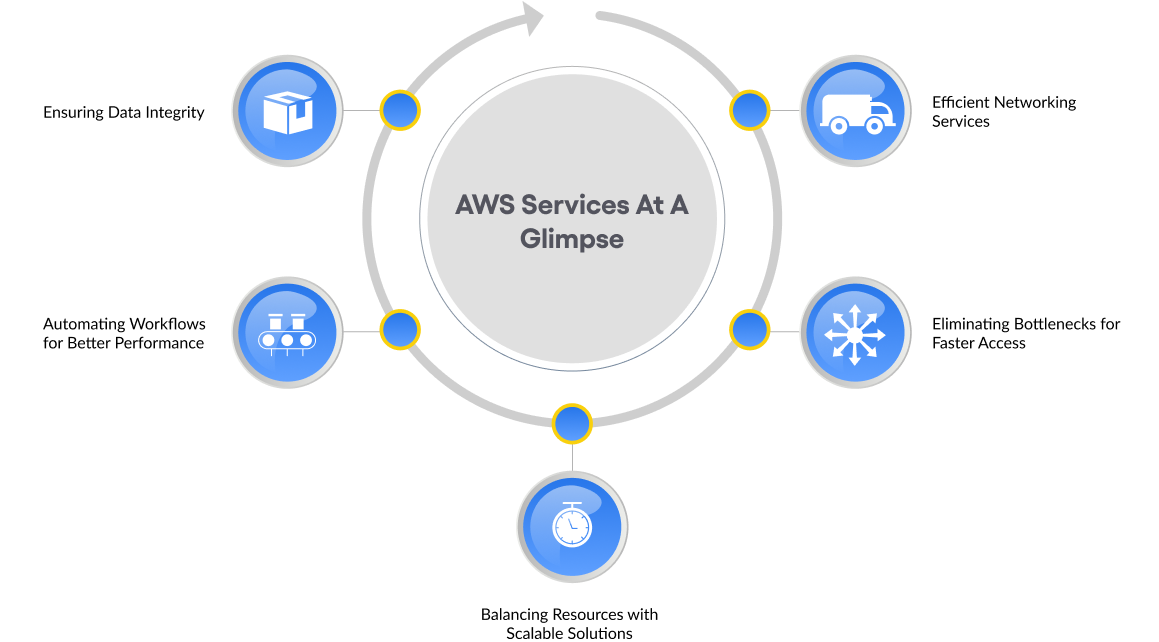 Ensuring Data Integrity
Efficient Networking
Services
AWS Services At A
Glimpse
Automating Workflows
for Better Performance
Eliminating Bottlenecks for
Faster Access
Balancing Resources with
Scalable Solutions